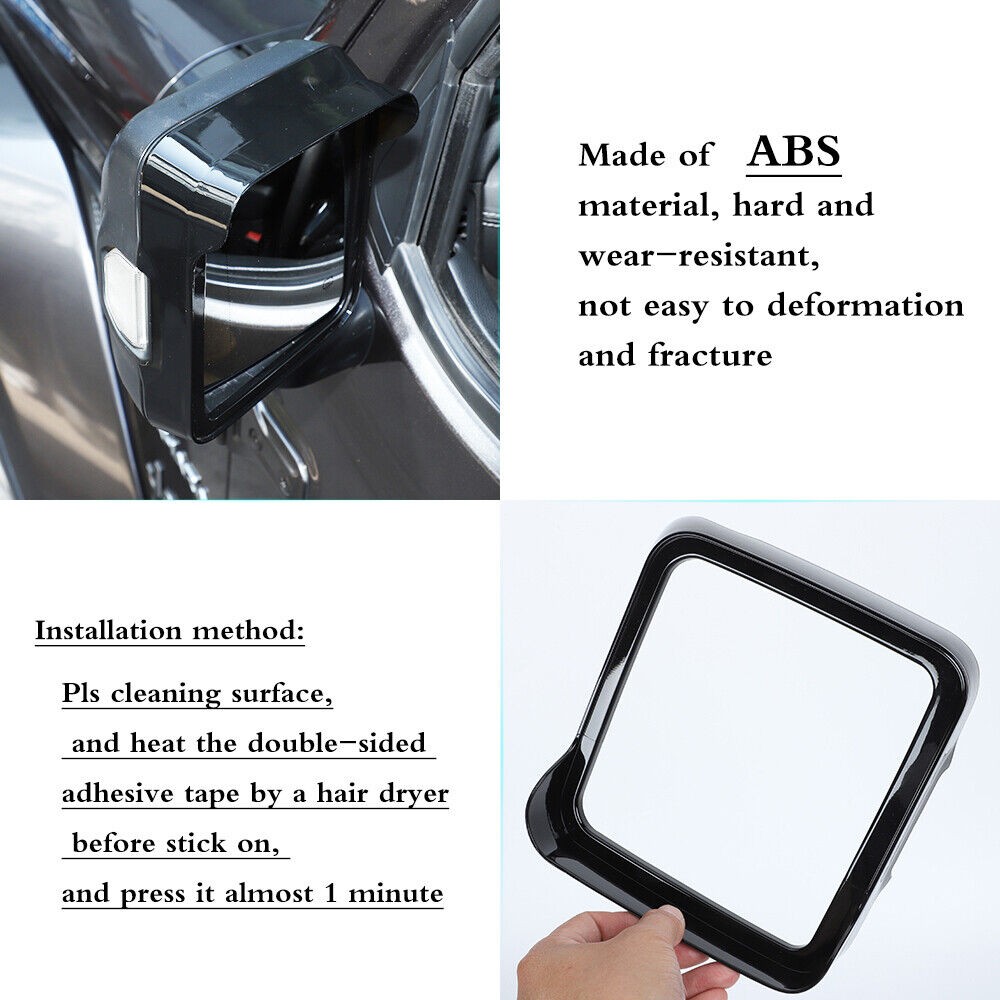 Made of ABS
material, hard and
wear-resistant,
not easy to deformation
and fracture
Installation method:
Pls cleaning surface,
and heat the double-sided
adhesive tape by a hair dryer
before stick on,
and press it almost 1 minute